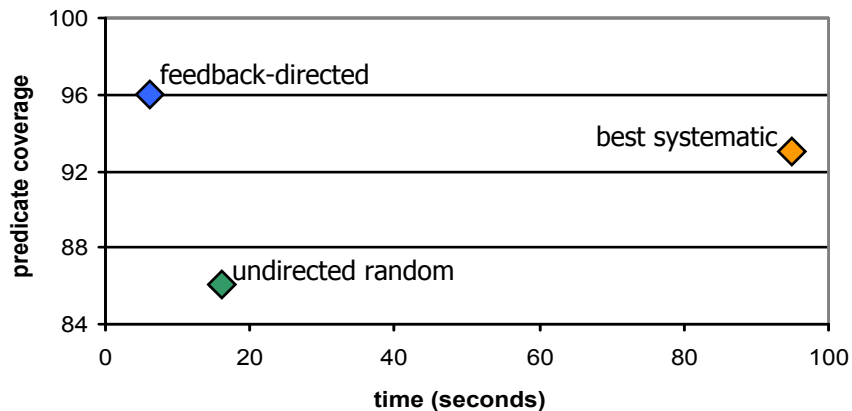 100
feedback-directed
96
best systematic
92
88
undirected random
84
0 20 40 60 80 100
time (seconds)
predicate coverage